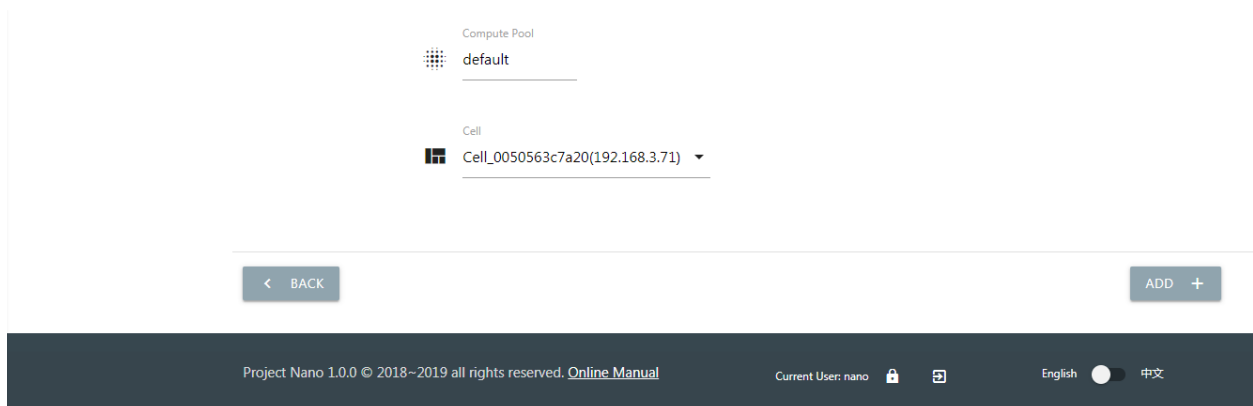 Compute Pool
default
Cell
Cell_0050563c7a20(192.168.3.71)
BACK
ADD +
Project Nano 1.0.0 © 2018~2019 all rights reserved. Online Manual
Current User: nano
English 中文